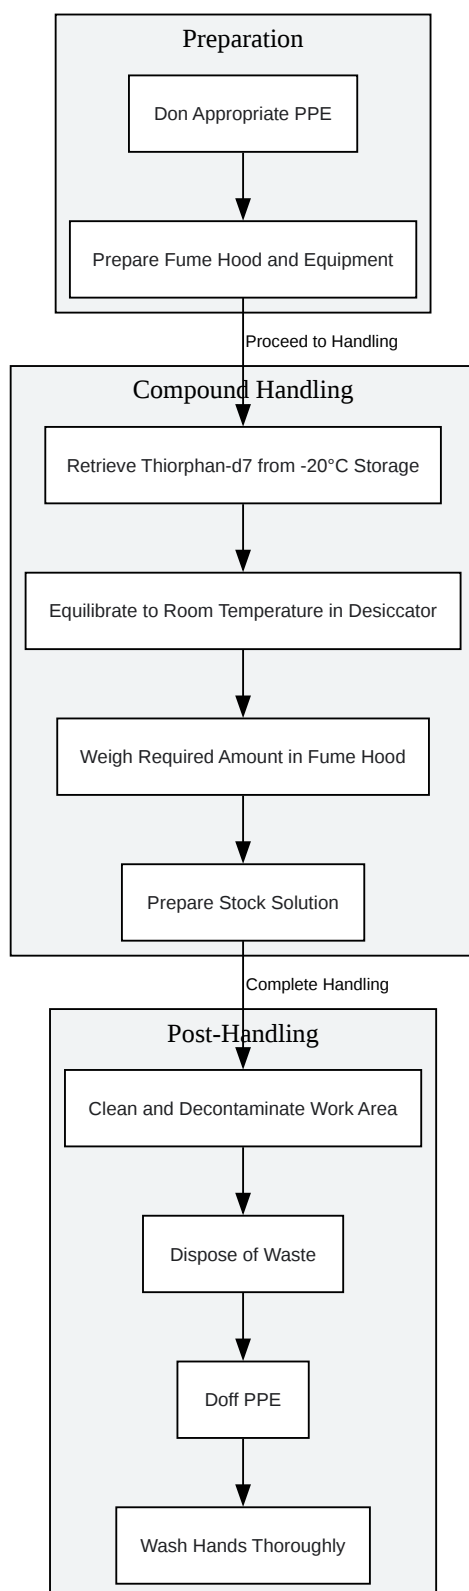 Preparation
Don Appropriate PPE
Prepare Fume Hood and Equipment
Proceed to Handling
Compound Handling
Retrieve Thiorphan-d7 from -20°C Storage
Equilibrate to Room Temperature in Desiccator
Weigh Required Amount in Fume Hood
Prepare Stock Solution
Complete Handling
Post-Handling
Clean and Decontaminate Work Area
Dispose of Waste
Doff PPE
Wash Hands Thoroughly